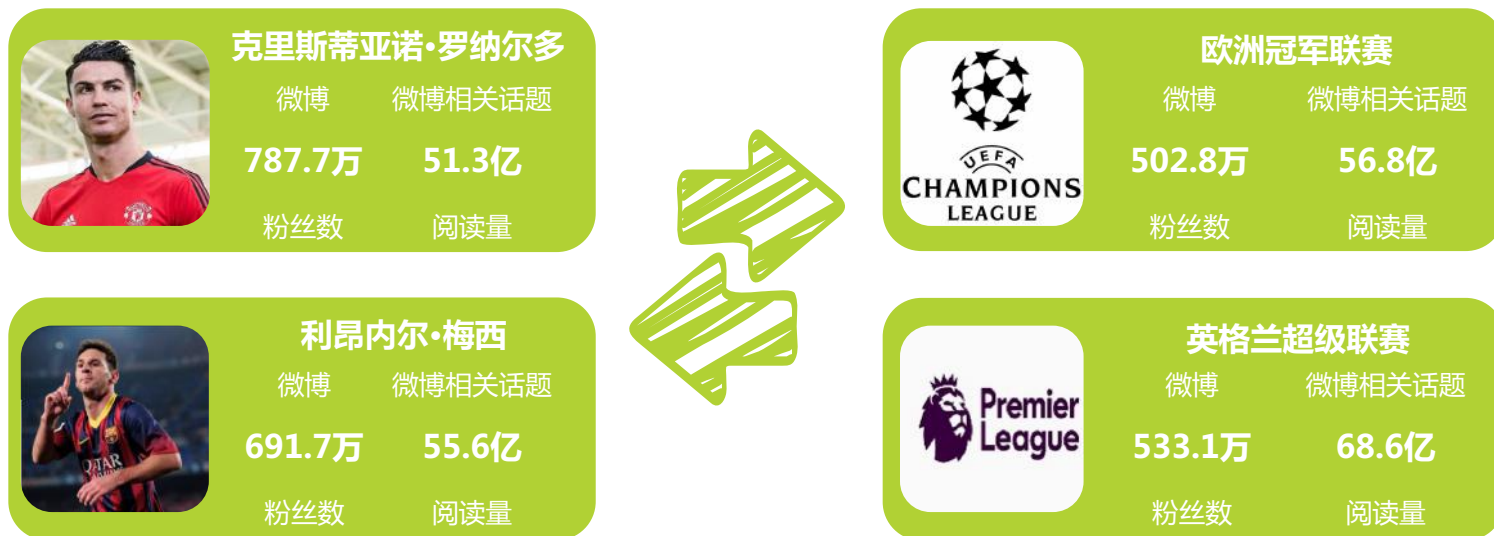 克里斯蒂亚诺·罗纳尔多
微博 微博相关话题
787.7万 51.3亿
粉丝数 阅读量
利昂内尔·梅西
微博 微博相关话题
691.7万 55.6亿
粉丝数 阅读量
QATAR
欧洲冠军联赛
微博 微博相关话题
502.8万 56.8亿
粉丝数 阅读量
UEFA
CHAMPIONS
LEAGUE
英格兰超级联赛
微博 微博相关话题
533.1万 68.6亿
粉丝数 阅读量
Premier
League